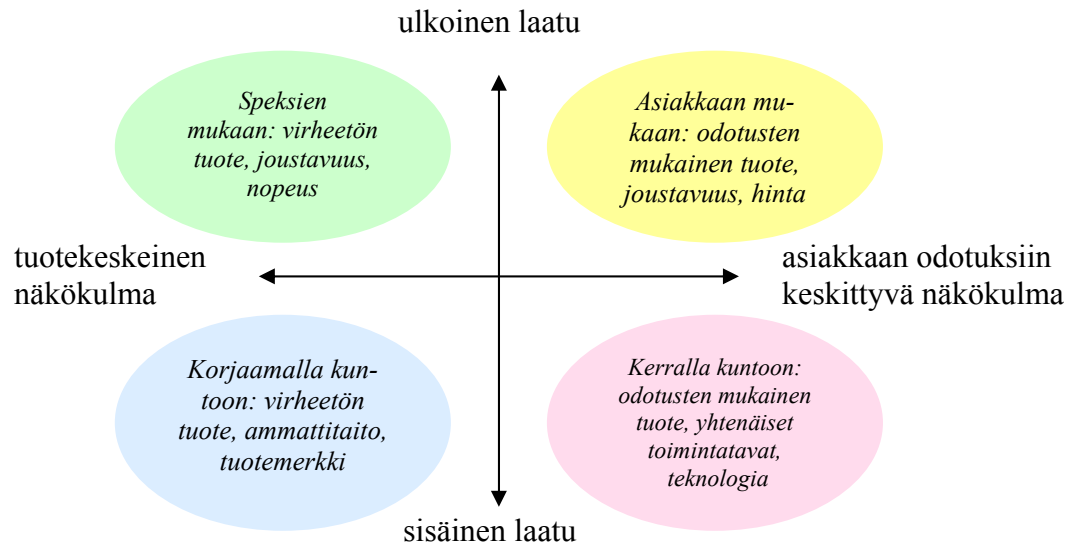 ulkoinen laatu
Speksien
mukaan: virheetön
tuote, joustavuus,
nopeus
Asiakkaan mu-
kaan: odotusten
mukainen tuote,
joustavuus, hinta
tuotekeskeinen
näkökulma
asiakkaan odotuksiin
keskittyvä näkökulma
Korjaamalla kun-
toon: virheetön
tuote, ammattitaito,
tuotemerkki
Kerralla kuntoon:
odotusten mukainen
tuote, yhtenäiset
toimintatavat,
teknologia
sisäinen laatu